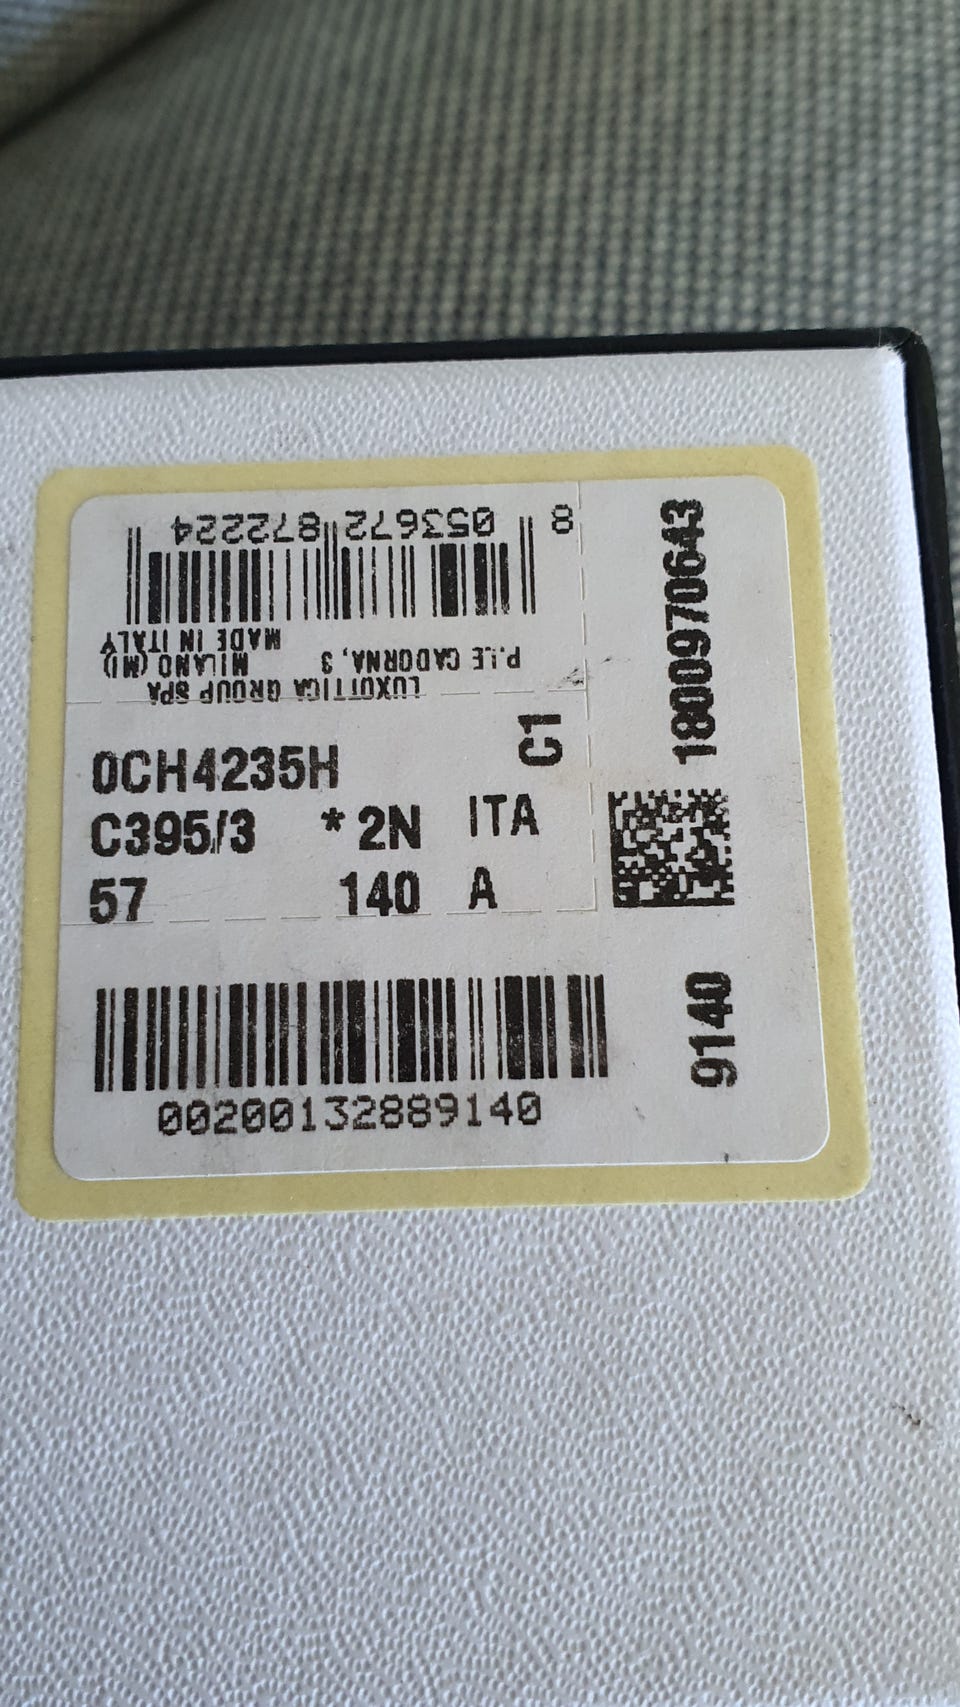 8 053672 872224
LUXOTTICA GROUP SPA
P.LE CADORNA, 3 MILANO (MI)
MADE IN ITALY
0CH4235H C1
C395/3 *2N ITA
57 140 A
1800970643
9140
00200132889140